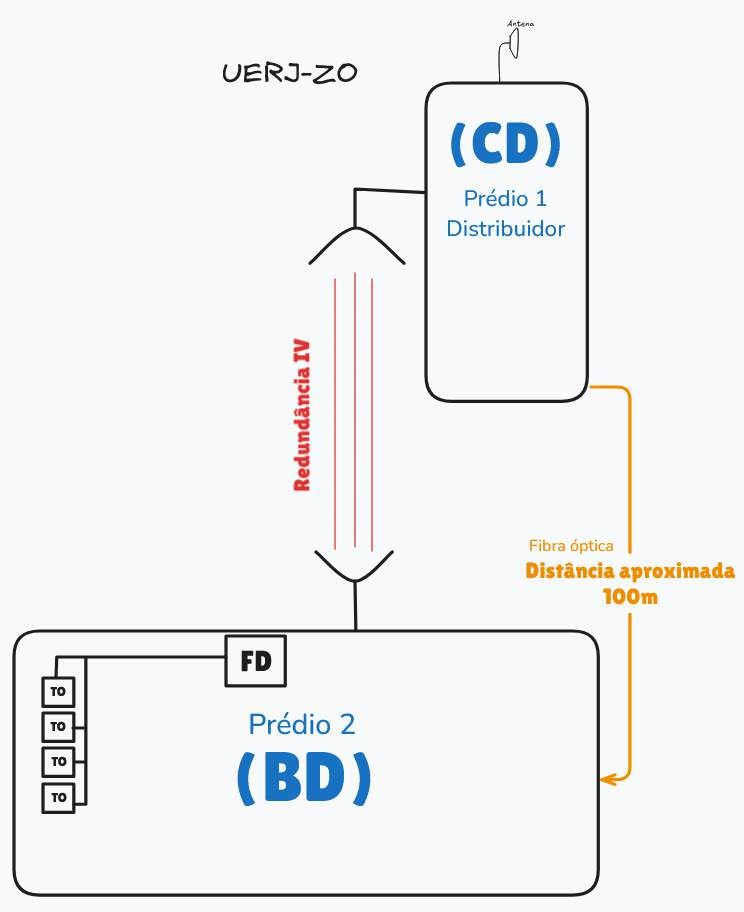 Antena
UERJ-ZO
(CD)
Prédio 1
Distribuidor
Redundância IV
Fibra óptica
Distância aproximada
100m
FD
TO
TO
TO
TO
Prédio 2
(BD)